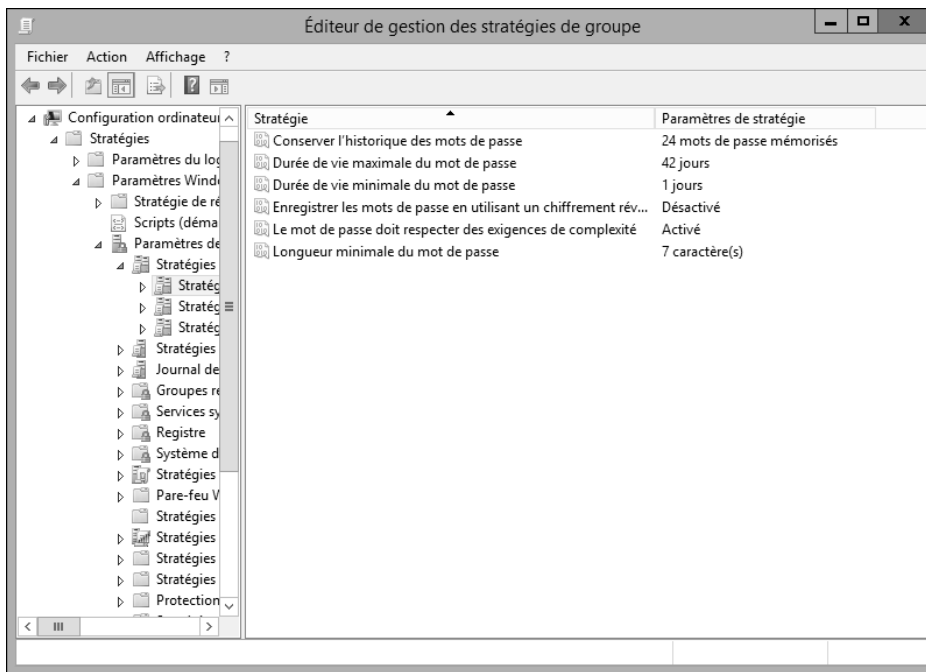 Éditeur de gestion des stratégies de groupe
Fichier Action Affichage ?
Configuration ordinateur
Stratégies
Paramètres du log
Paramètres Windo
Stratégie de ré
Scripts (déma
Paramètres de
Stratégies
Stratég
Stratég
Stratég
Stratégies
Journal de
Groupes re
Services sy
Registre
Système d
Stratégies
Pare-feu W
Stratégies
Stratégies
Stratégies
Stratégies
Protection
Stratégie Paramètres de stratégie
Conserver l'historique des mots de passe 24 mots de passe mémorisés
Durée de vie maximale du mot de passe 42 jours
Durée de vie minimale du mot de passe 1 jours
Enregistrer les mots de passe en utilisant un chiffrement rév... Désactivé
Le mot de passe doit respecter des exigences de complexité Activé
Longueur minimale du mot de passe 7 caractère(s)